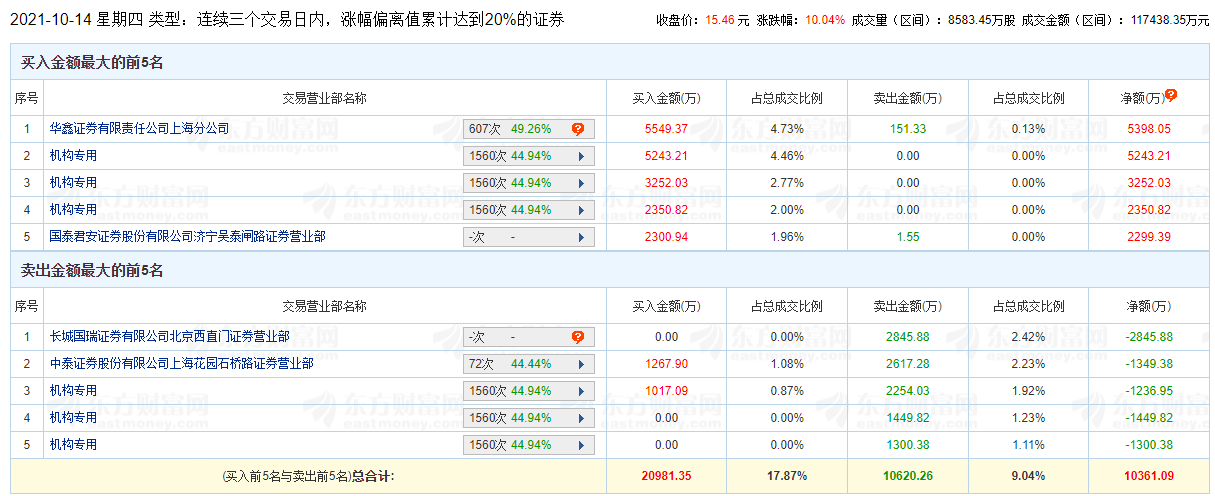 2021-10-14 星期四 类型：连续三个交易日内，涨幅偏离值累计达到20%的证券 收盘价：15.46 元 涨跌幅：10.04% 成交量（区间）：8583.45万股 成交金额（区间）：117438.35万元
买入金额最大的前5名
序号 交易营业部名称 买入金额(万) 占总成交比例 卖出金额(万) 占总成交比例 净额(万)
1 华鑫证券有限责任公司上海分公司 607次 49.26% 5549.37 4.73% 151.33 0.13% 5398.05
2 机构专用 1560次 44.94% 5243.21 4.46% 0.00 0.00% 5243.21
3 机构专用 1560次 44.94% 3252.03 2.77% 0.00 0.00% 3252.03
4 机构专用 1560次 44.94% 2350.82 2.00% 0.00 0.00% 2350.82
5 国泰君安证券股份有限公司济宁吴泰闸路证券营业部 -次 - 2300.94 1.96% 1.55 0.00% 2299.39
卖出金额最大的前5名
序号 交易营业部名称 买入金额(万) 占总成交比例 卖出金额(万) 占总成交比例 净额(万)
1 长城国瑞证券有限公司北京西直门证券营业部 -次 - 0.00 0.00% 2845.88 2.42% -2845.88
2 中泰证券股份有限公司上海花园石桥路证券营业部 72次 44.44% 1267.90 1.08% 2617.28 2.23% -1349.38
3 机构专用 1560次 44.94% 1017.09 0.87% 2254.03 1.92% -1236.95
4 机构专用 1560次 44.94% 0.00 0.00% 1449.82 1.23% -1449.82
5 机构专用 1560次 44.94% 0.00 0.00% 1300.38 1.11% -1300.38
(买入前5名与卖出前5名)总合计： 20981.35 17.87% 10620.26 9.04% 10361.09